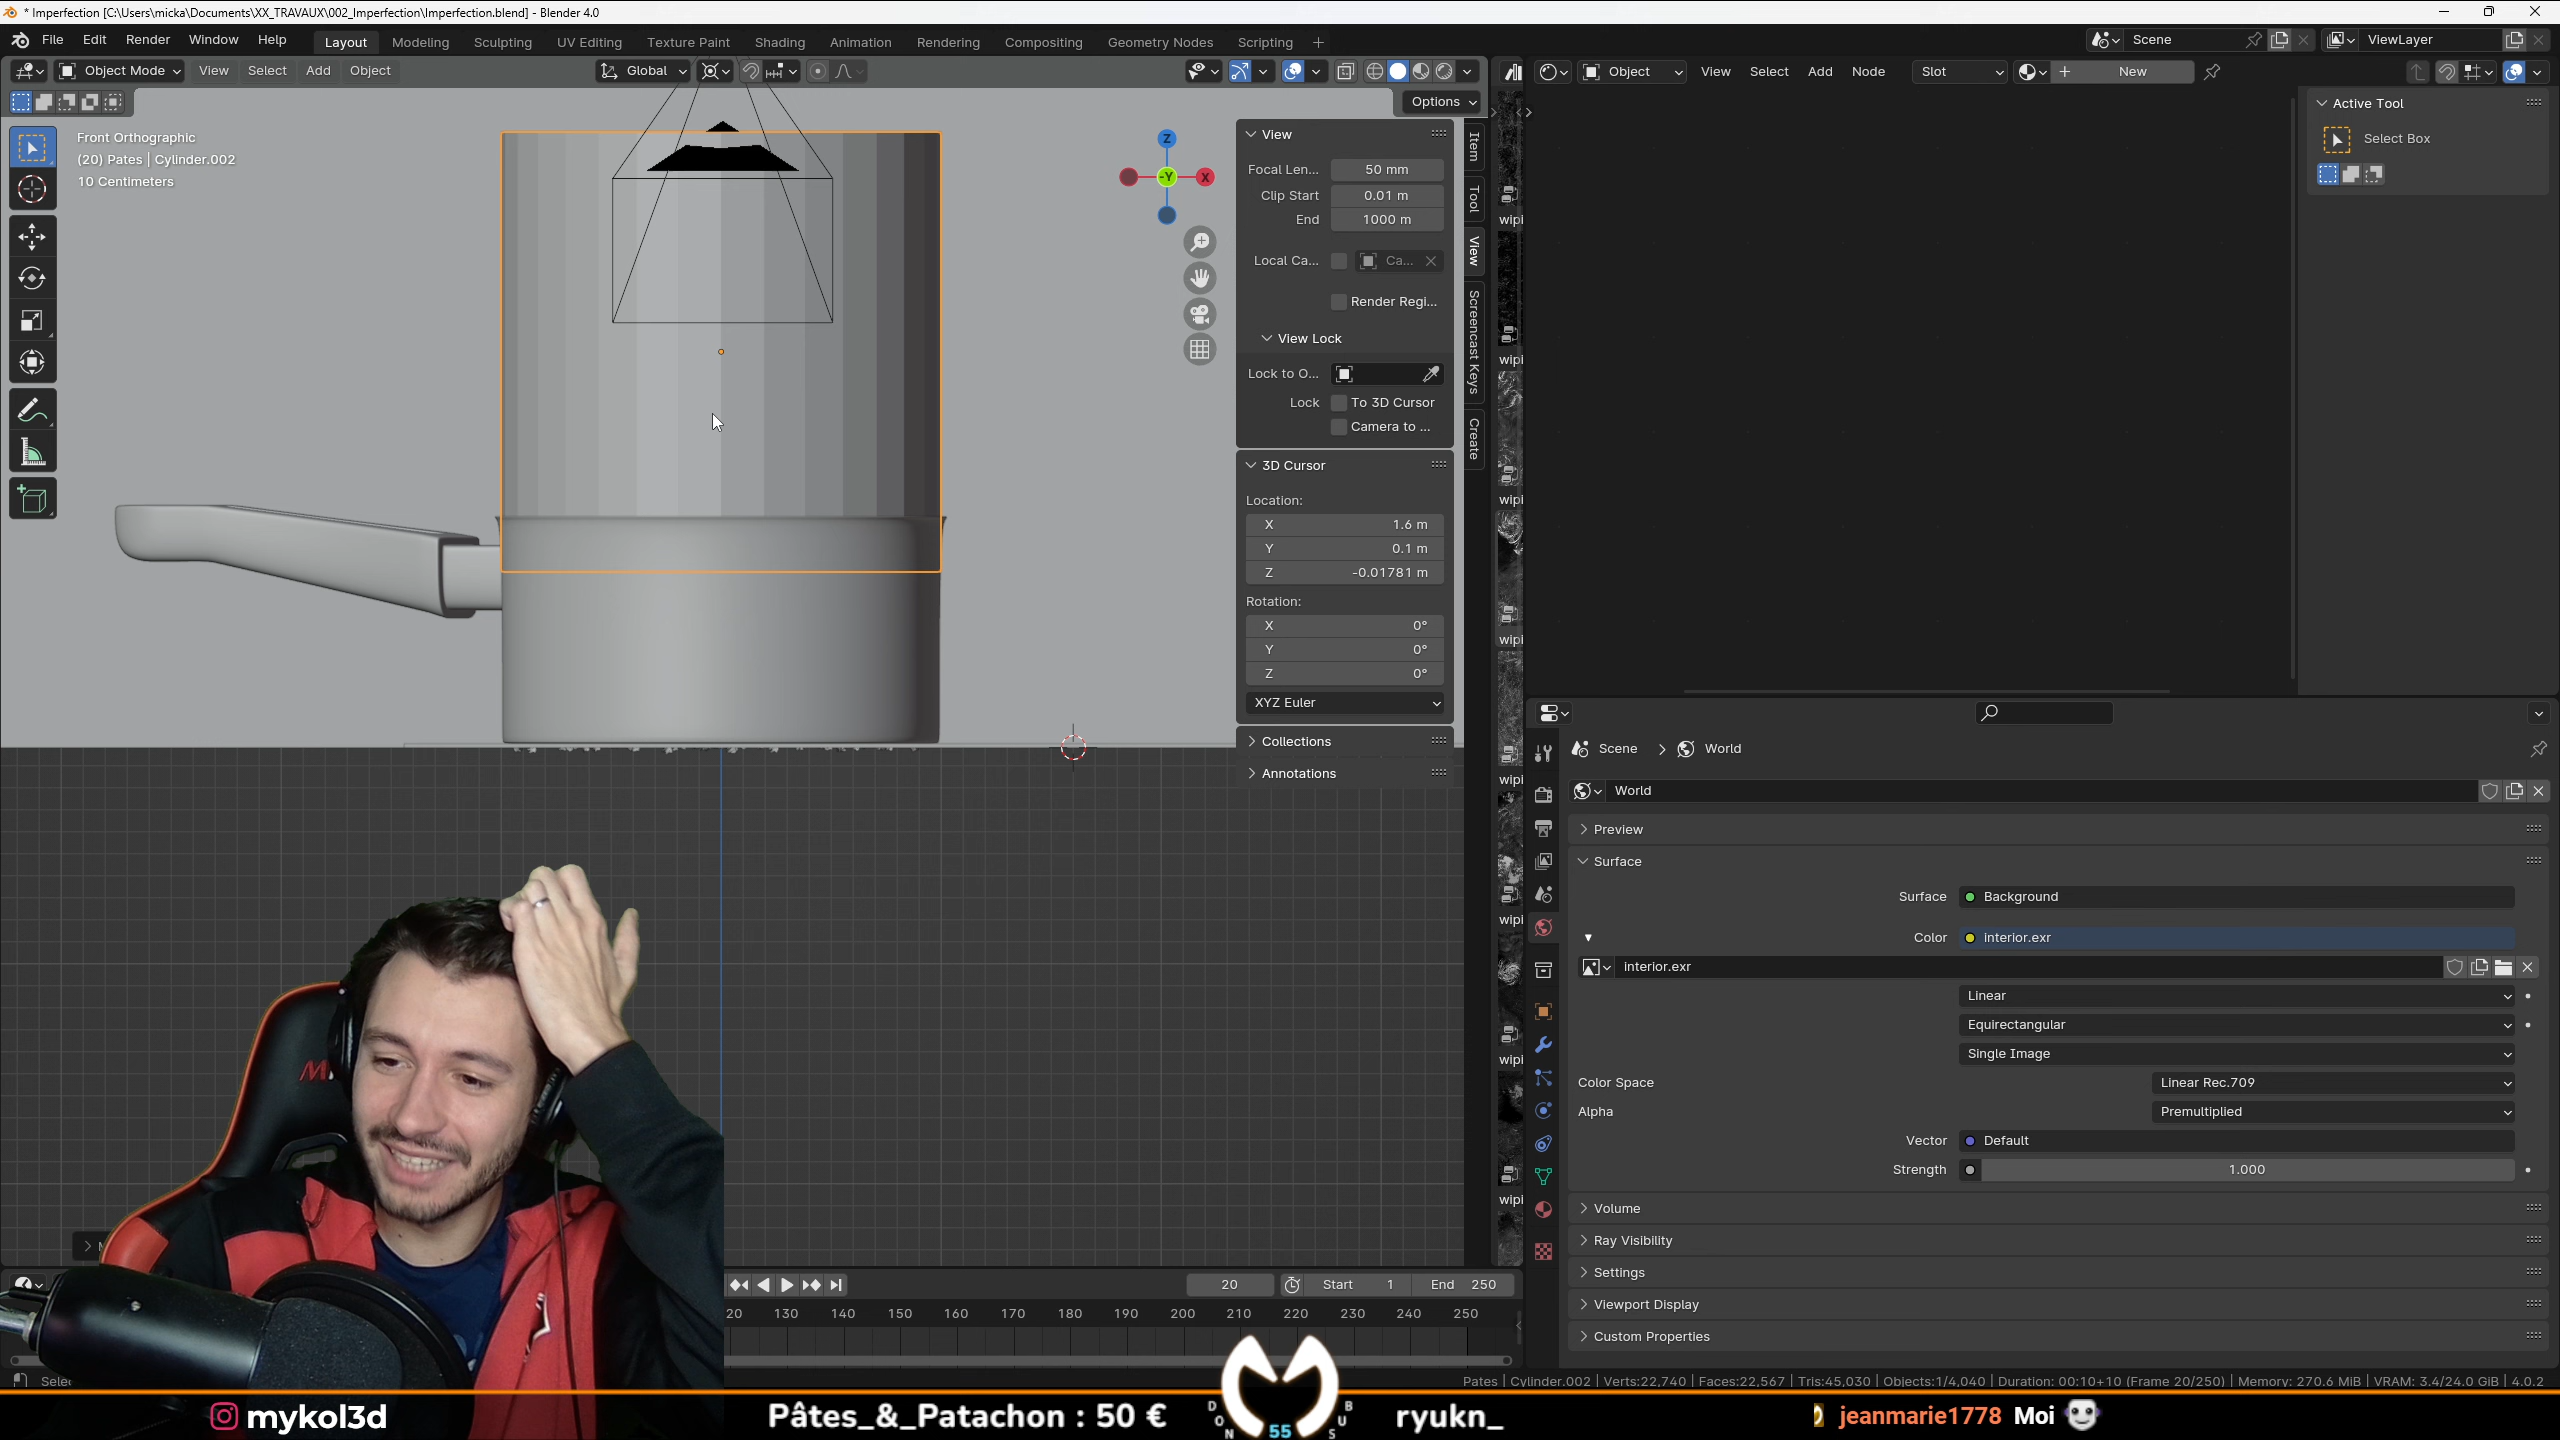 * Imperfection [C:\Users\micka\Documents\XX_TRAVAUX\002_Imperfection\Imperfection.blend] - Blender 4.0
File Edit Render Window Help Layout Modeling Sculpting UV Editing Texture Paint Shading Animation Rendering Compositing Geometry Nodes Scripting + Scene ViewLayer
Object Mode View Select Add Object Global Object View Select Add Node Slot New
Options
Front Orthographic
(20) Pates | Cylinder.002
10 Centimeters
Z
-Y
X
View
Focal Len... 50 mm
Clip Start 0.01 m
End 1000 m
Local Ca... Ca...
Render Regi...
View Lock
Lock to O...
Lock To 3D Cursor
Camera to ...
3D Cursor
Location:
X 1.6 m
Y 0.1 m
Z -0.01781 m
Rotation:
X 0°
Y 0°
Z 0°
XYZ Euler
Collections
Annotations
Item
Tool
View
Screencast Keys
Create
wipi
wipi
wipi
wipi
wipi
wipi
wipi
wipi
Active Tool
Select Box
Scene World
World
Preview
Surface
Surface Background
Color interior.exr
interior.exr
Linear
Equirectangular
Single Image
Color Space Linear Rec.709
Alpha Premultiplied
Vector Default
Strength 1.000
Volume
Ray Visibility
Settings
Viewport Display
Custom Properties
20 Start 1 End 250
20 130 140 150 160 170 180 190 200 210 220 230 240 250
Selec
Pates | Cylinder.002 | Verts:22,740 | Faces:22,567 | Tris:45,030 | Objects:1/4,040 | Duration: 00:10+10 (Frame 20/250) | Memory: 270.6 MiB | VRAM: 3.4/24.0 GiB | 4.0.2
mykol3d Pâtes_&_Patachon : 50 € DON 55 BUS ryukn_ jeanmarie1778 Moi